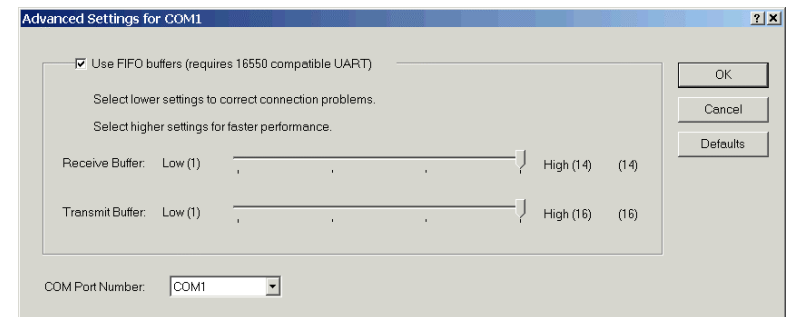 Advanced Settings for COM1
Use FIFO buffers (requires 16550 compatible UART)
OK
Select lower settings to correct connection problems.
Cancel
Select higher settings for faster performance.
Defaults
Receive Buffer: Low (1) High (14) (14)
Transmit Buffer: Low (1) High (16) (16)
COM Port Number: COM1